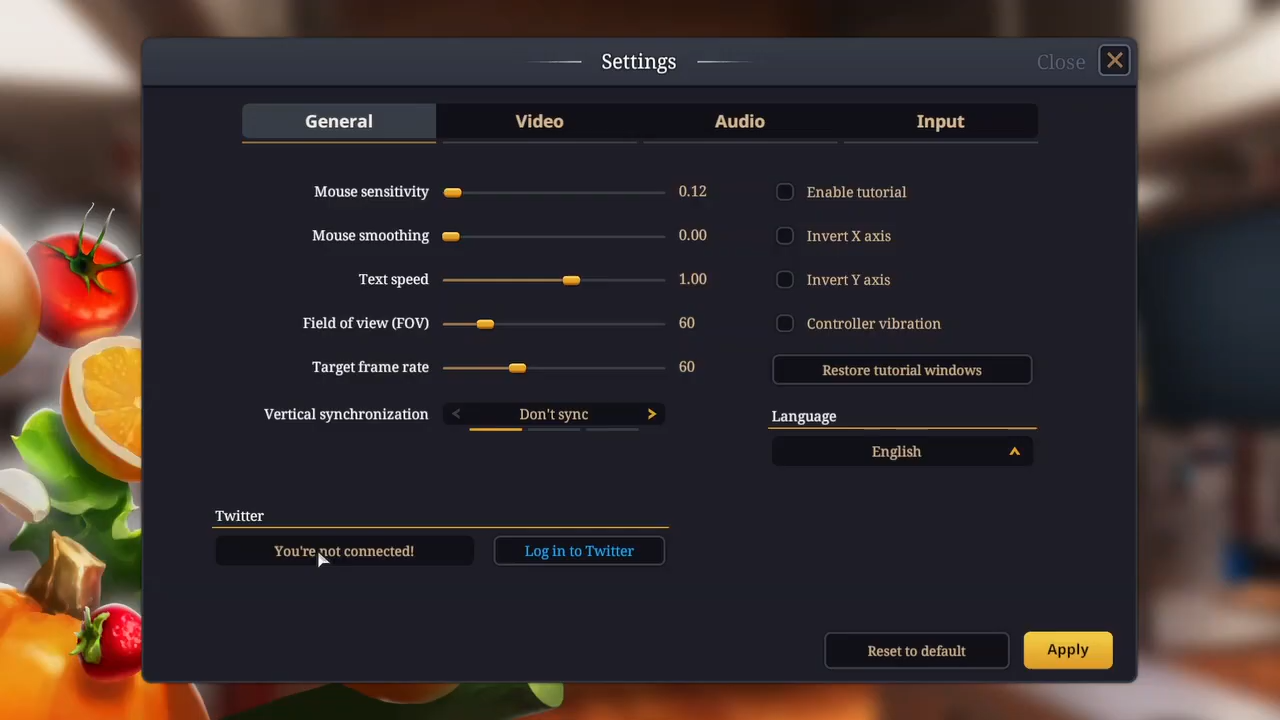 Settings
Close
General Video Audio Input
Mouse sensitivity 0.12
Enable tutorial
Mouse smoothing 0.00
Invert X axis
Text speed 1.00
Invert Y axis
Field of view (FOV) 60
Controller vibration
Target frame rate 60
Restore tutorial windows
Vertical synchronization Don't sync
Language
English
Twitter
You're not connected! Log in to Twitter
Reset to default Apply